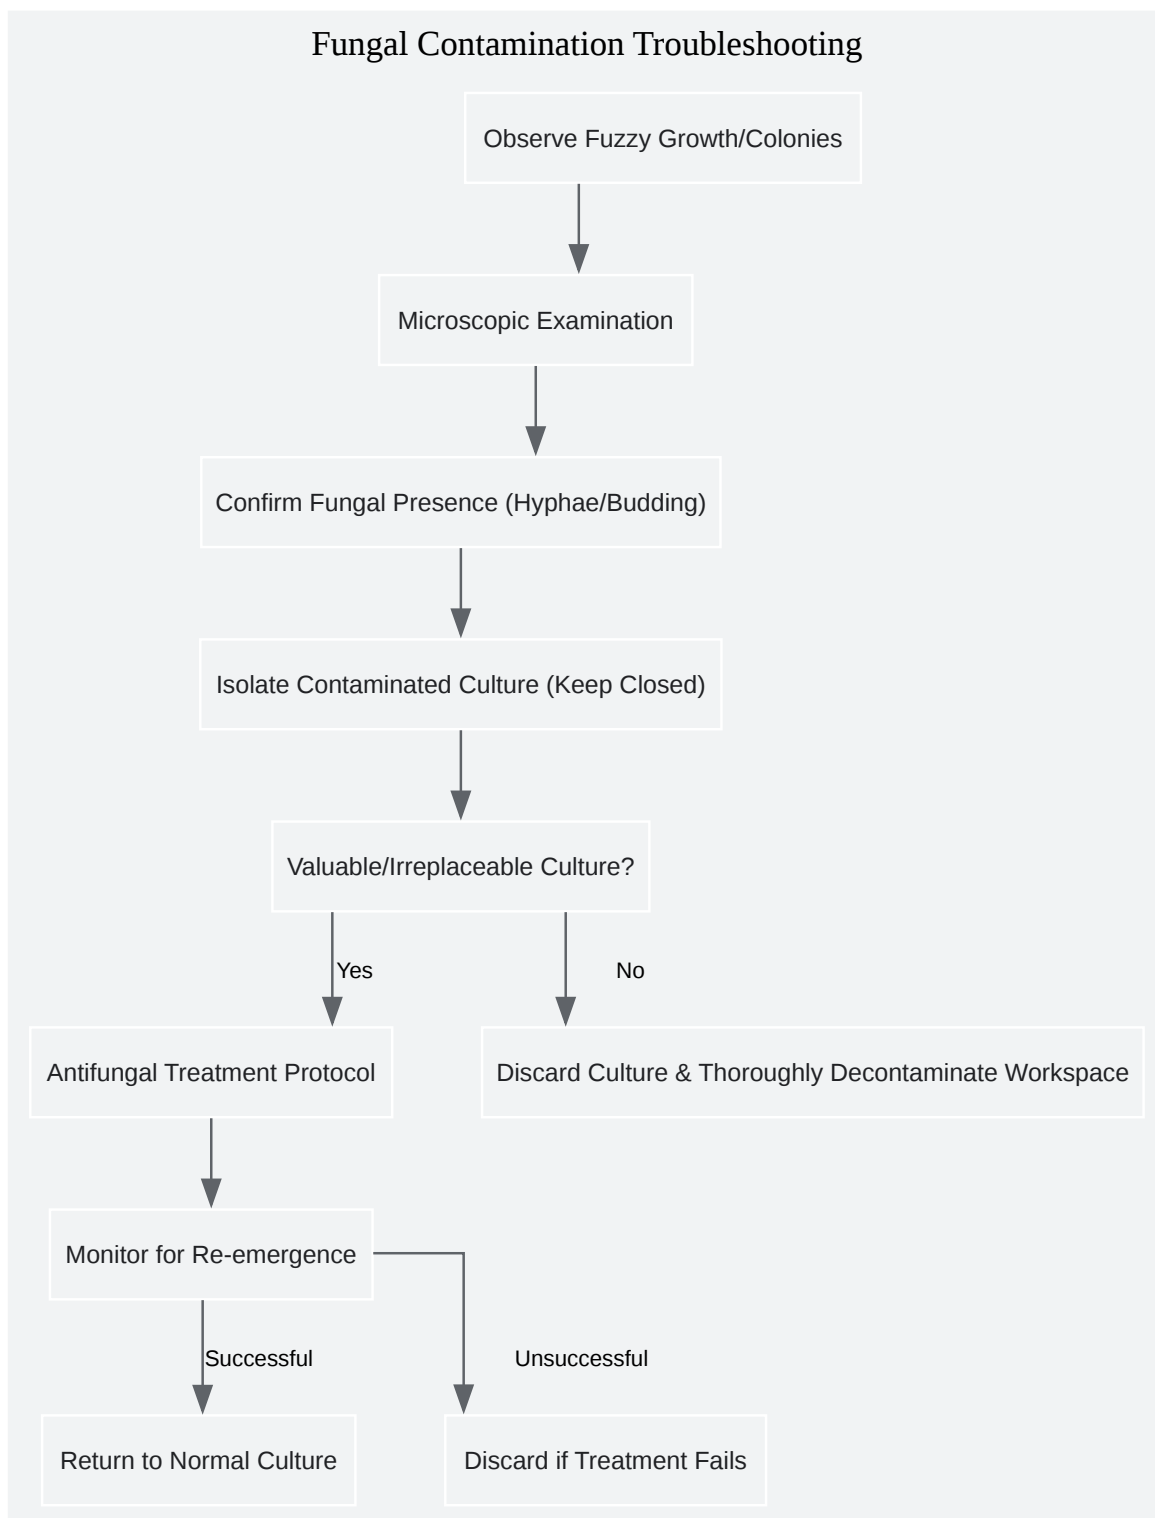 Fungal Contamination Troubleshooting
Observe Fuzzy Growth/Colonies
Microscopic Examination
Confirm Fungal Presence (Hyphae/Budding)
Isolate Contaminated Culture (Keep Closed)
Valuable/Irreplaceable Culture?
Yes
No
Antifungal Treatment Protocol
Discard Culture & Thoroughly Decontaminate Workspace
Monitor for Re-emergence
Successful
Unsuccessful
Return to Normal Culture
Discard if Treatment Fails